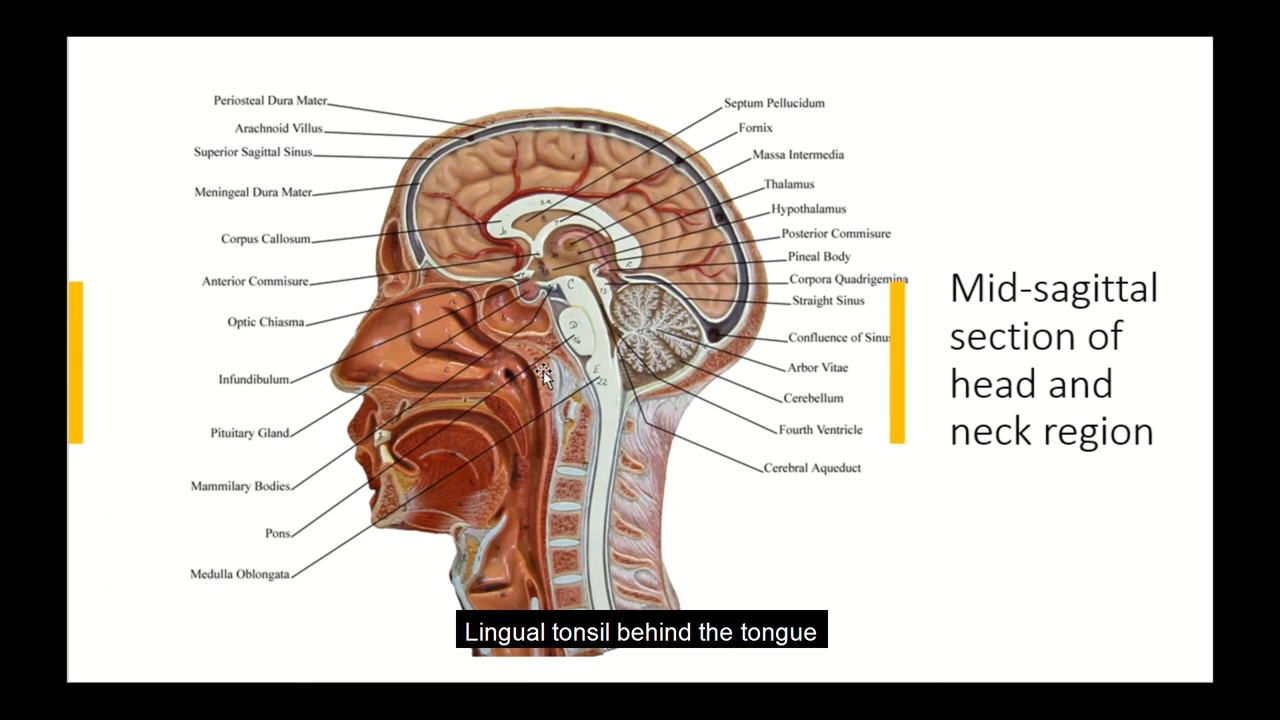 Periosteal Dura Mater
Arachnoid Villus
Superior Sagittal Sinus
Meningeal Dura Mater
Corpus Callosum
Anterior Commisure
Optic Chiasma
Infundibulum
Pituitary Gland
Mammilary Bodies
Pons
Medulla Oblongata
Septum Pellucidum
Fornix
Massa Intermedia
Thalamus
Hypothalamus
Posterior Commisure
Pineal Body
Corpora Quadrigemina
Straight Sinus
Confluence of Sinus
Arbor Vitae
Cerebellum
Fourth Ventricle
Cerebral Aqueduct
Mid-sagittal
section of
head and
neck region
Lingual tonsil behind the tongue